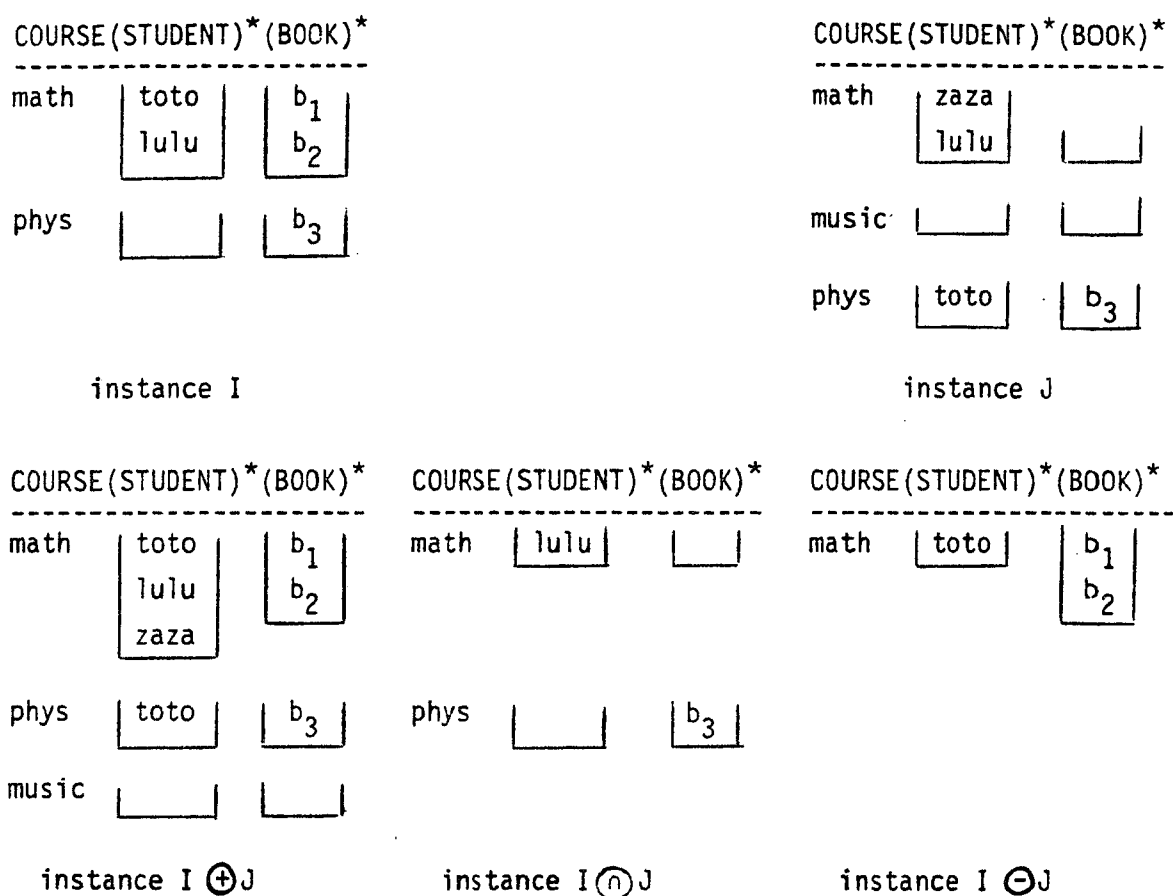 COURSE(STUDENT)*(BOOK)*
math toto b1
lulu b2
phys b3
instance I
COURSE(STUDENT)*(BOOK)*
math zaza
lulu
music
phys toto b3
instance J
COURSE(STUDENT)*(BOOK)*
math toto b1
lulu b2
zaza
phys toto b3
music
instance I ⊕ J
COURSE(STUDENT)*(BOOK)*
math lulu
phys b3
instance I ∩ J
COURSE(STUDENT)*(BOOK)*
math toto b1
b2
instance I ⊖ J